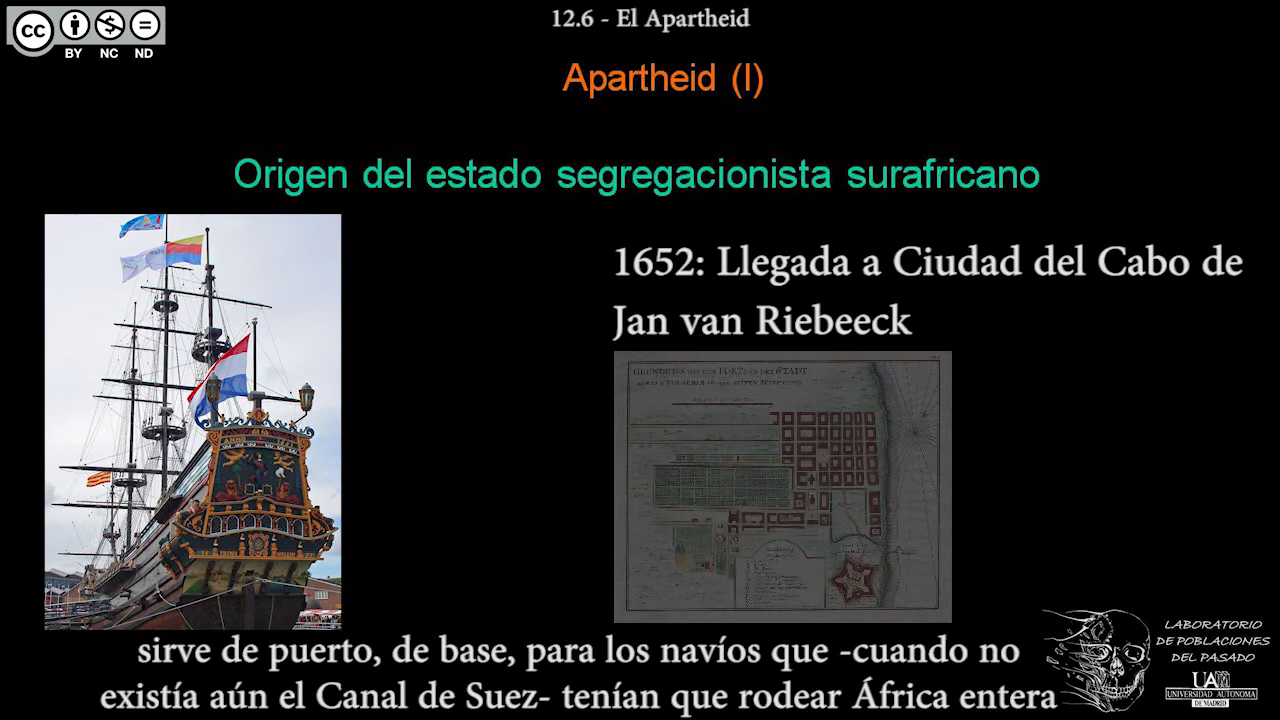 12.6 - El Apartheid
CC
BY NC ND
Apartheid (I)
Origen del estado segregacionista surafricano
1652: Llegada a Ciudad del Cabo de
Jan van Riebeeck
sirve de puerto, de base, para los navíos que -cuando no
existía aún el Canal de Suez- tenían que rodear África entera
LABORATORIO
DE POBLACIONES
DEL PASADO
UAM
UNIVERSIDAD AUTONOMA
DE MADRID